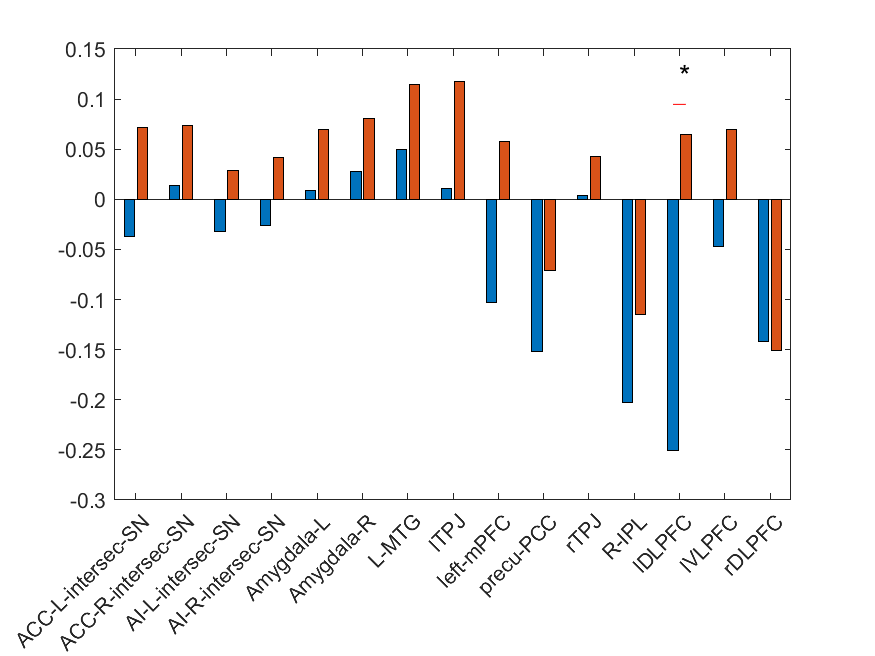 0.15
0.1
0.05
0
-0.05
-0.1
-0.15
-0.2
-0.25
-0.3
*
ACC-L-intersec-SN
ACC-R-intersec-SN
AI-L-intersec-SN
AI-R-intersec-SN
Amygdala-L
Amygdala-R
L-MTG
lTPJ
left-mPFC
precu-PCC
rTPJ
R-IPL
lDLPFC
lVLPFC
rDLPFC